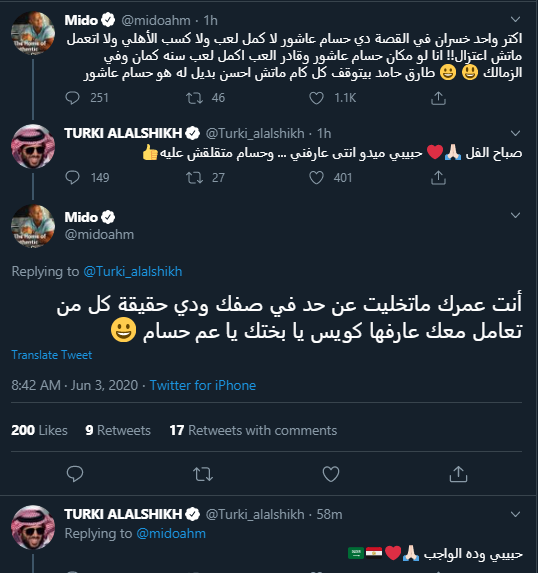 Mido @midoahm · 1h
اكتر واحد خسران في القصة دي حسام عاشور لا كمل لعب ولا كسب الأهلي ولا اتعمل
ماتش اعتزال!! انا لو مكان حسام عاشور وقادر العب اكمل لعب سنه كمان وفي
الزمالك 😃 😀 طارق حامد بيتوقف كل كام ماتش احسن بديل له هو حسام عاشور
251 46 1.1K
TURKI ALALSHIKH @Turki_alalshikh · 1h
صباح الفل 🙏🏻❤️ حبيبي ميدو انتى عارفني ... وحسام متقلقش عليه👍
149 27 401
Mido
@midoahm
Replying to @Turki_alalshikh
أنت عمرك ماتخليت عن حد في صفك ودي حقيقة كل من
تعامل معك عارفها كويس يا بختك يا عم حسام 😀
Translate Tweet
8:42 AM · Jun 3, 2020 · Twitter for iPhone
200 Likes 9 Retweets 17 Retweets with comments
TURKI ALALSHIKH @Turki_alalshikh · 58m
Replying to @midoahm
حبيبي وده الواجب 🙏🏻❤️🇪🇬🇸🇦